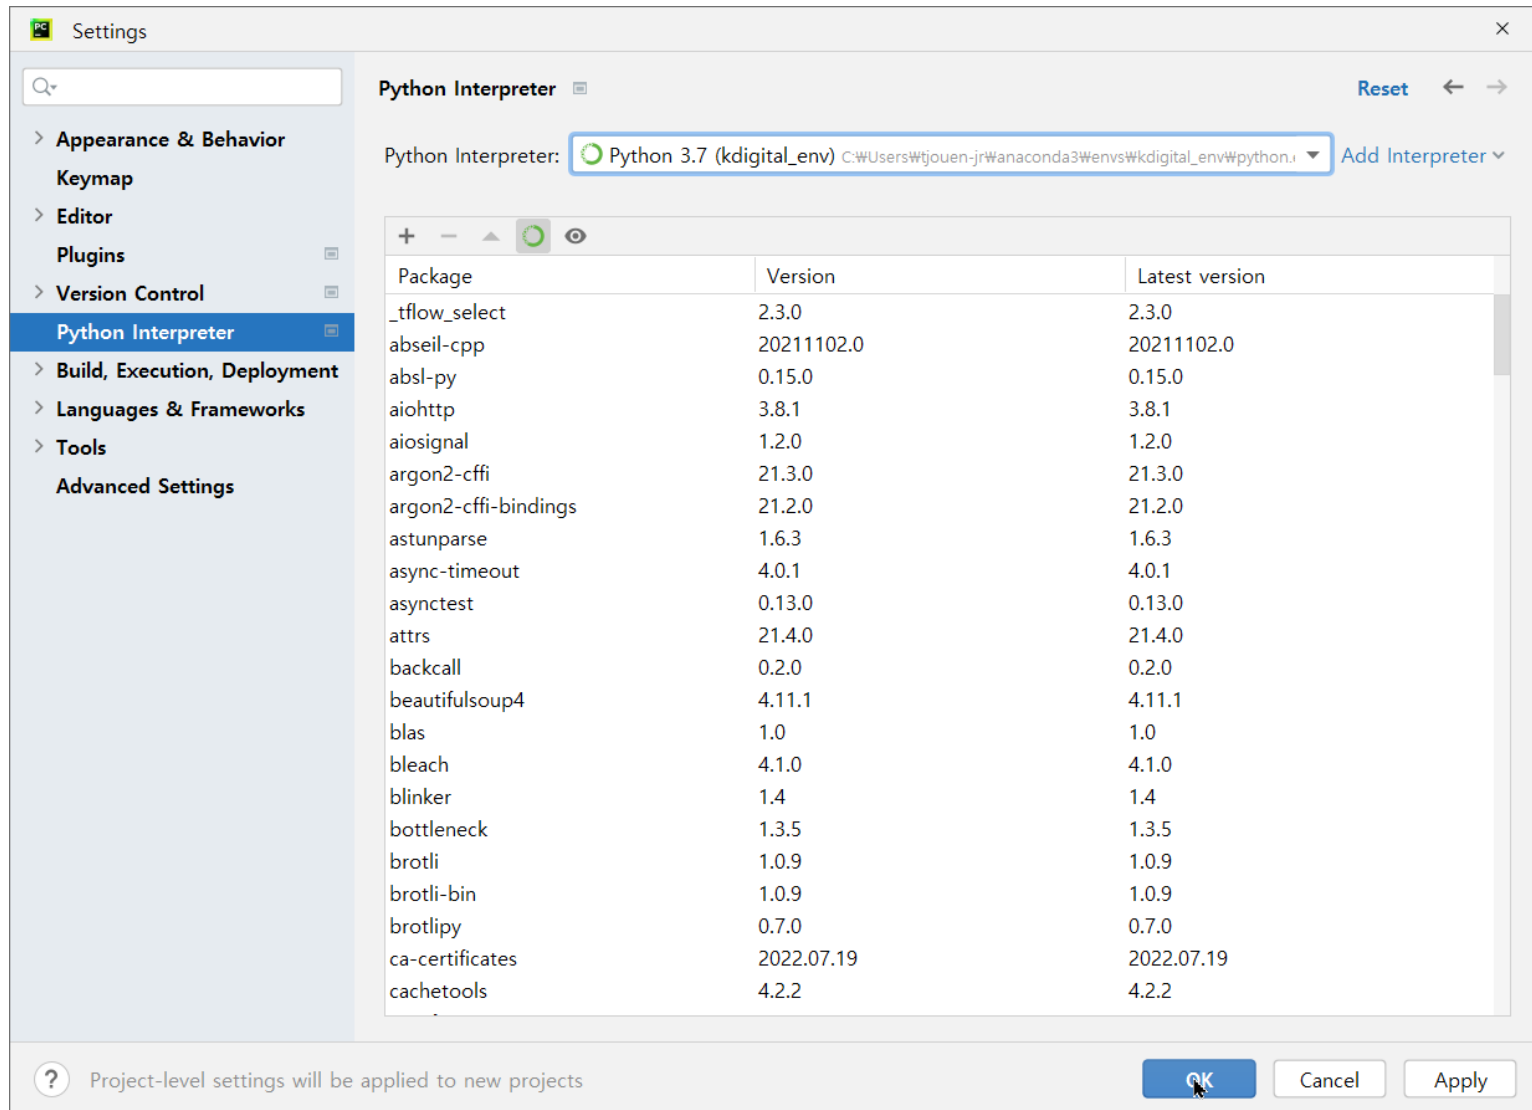 PC
Settings
Python Interpreter
Reset
Appearance & Behavior
Keymap
Editor
Plugins
Version Control
Python Interpreter
Build, Execution, Deployment
Languages & Frameworks
Tools
Advanced Settings
Python Interpreter: Python 3.7 (kdigital_env) C:₩Users₩tjouen-jr₩anaconda3₩envs₩kdigital_env₩python. Add Interpreter
Package Version Latest version
_tflow_select 2.3.0 2.3.0
abseil-cpp 20211102.0 20211102.0
absl-py 0.15.0 0.15.0
aiohttp 3.8.1 3.8.1
aiosignal 1.2.0 1.2.0
argon2-cffi 21.3.0 21.3.0
argon2-cffi-bindings 21.2.0 21.2.0
astunparse 1.6.3 1.6.3
async-timeout 4.0.1 4.0.1
asynctest 0.13.0 0.13.0
attrs 21.4.0 21.4.0
backcall 0.2.0 0.2.0
beautifulsoup4 4.11.1 4.11.1
blas 1.0 1.0
bleach 4.1.0 4.1.0
blinker 1.4 1.4
bottleneck 1.3.5 1.3.5
brotli 1.0.9 1.0.9
brotli-bin 1.0.9 1.0.9
brotlipy 0.7.0 0.7.0
ca-certificates 2022.07.19 2022.07.19
cachetools 4.2.2 4.2.2
? Project-level settings will be applied to new projects
OK Cancel Apply